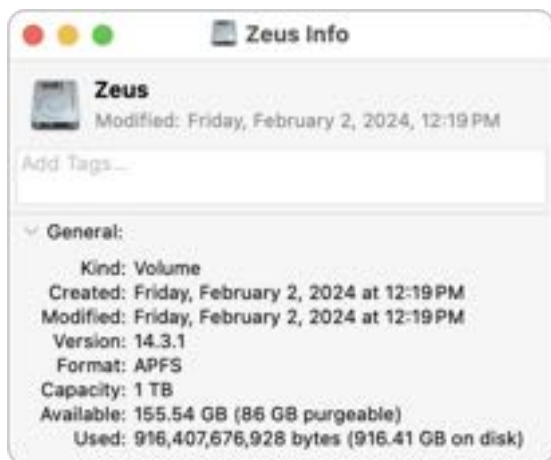 Zeus Info
Zeus
Modified: Friday, February 2, 2024, 12:19 PM
Add Tags...
General:
Kind: Volume
Created: Friday, February 2, 2024 at 12:19 PM
Modified: Friday, February 2, 2024 at 12:19 PM
Version: 14.3.1
Format: APFS
Capacity: 1 TB
Available: 155.54 GB (86 GB purgeable)
Used: 916,407,676,928 bytes (916.41 GB on disk)